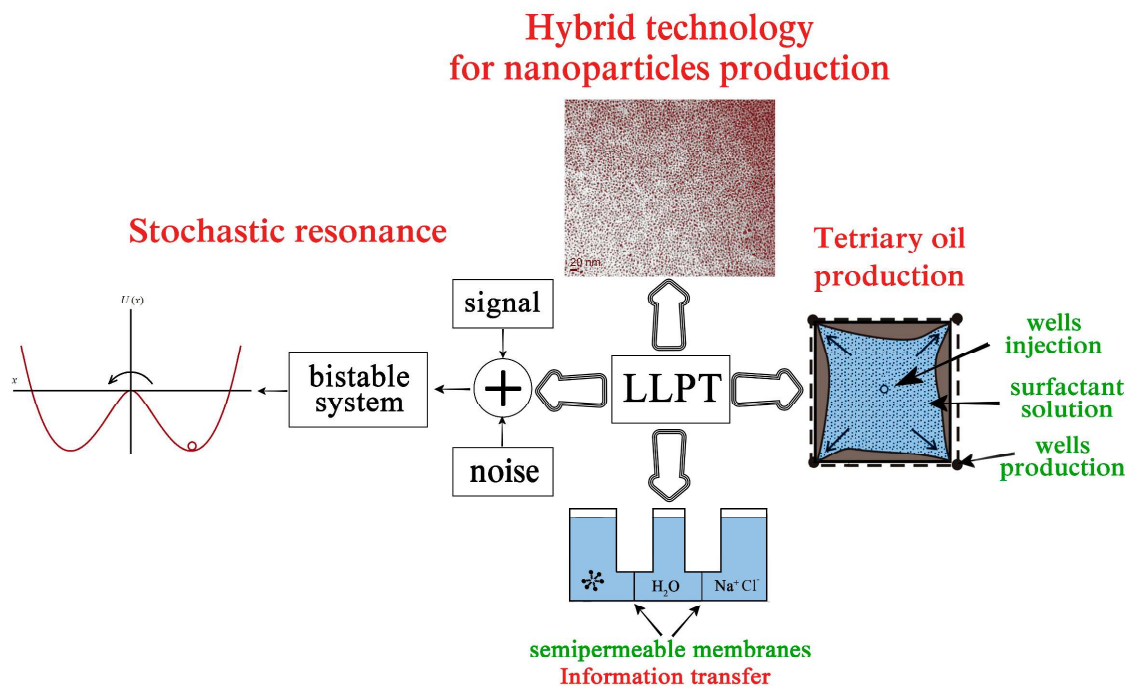 Hybrid technology
for nanoparticles production
20 nm
Stochastic resonance
Tetriary oil
production
U(x)
x
signal
bistable
system
+
noise
LLPT
wells
injection
surfactant
solution
wells
production
H₂O
Na⁺ Cl⁻
semipermeable membranes
Information transfer